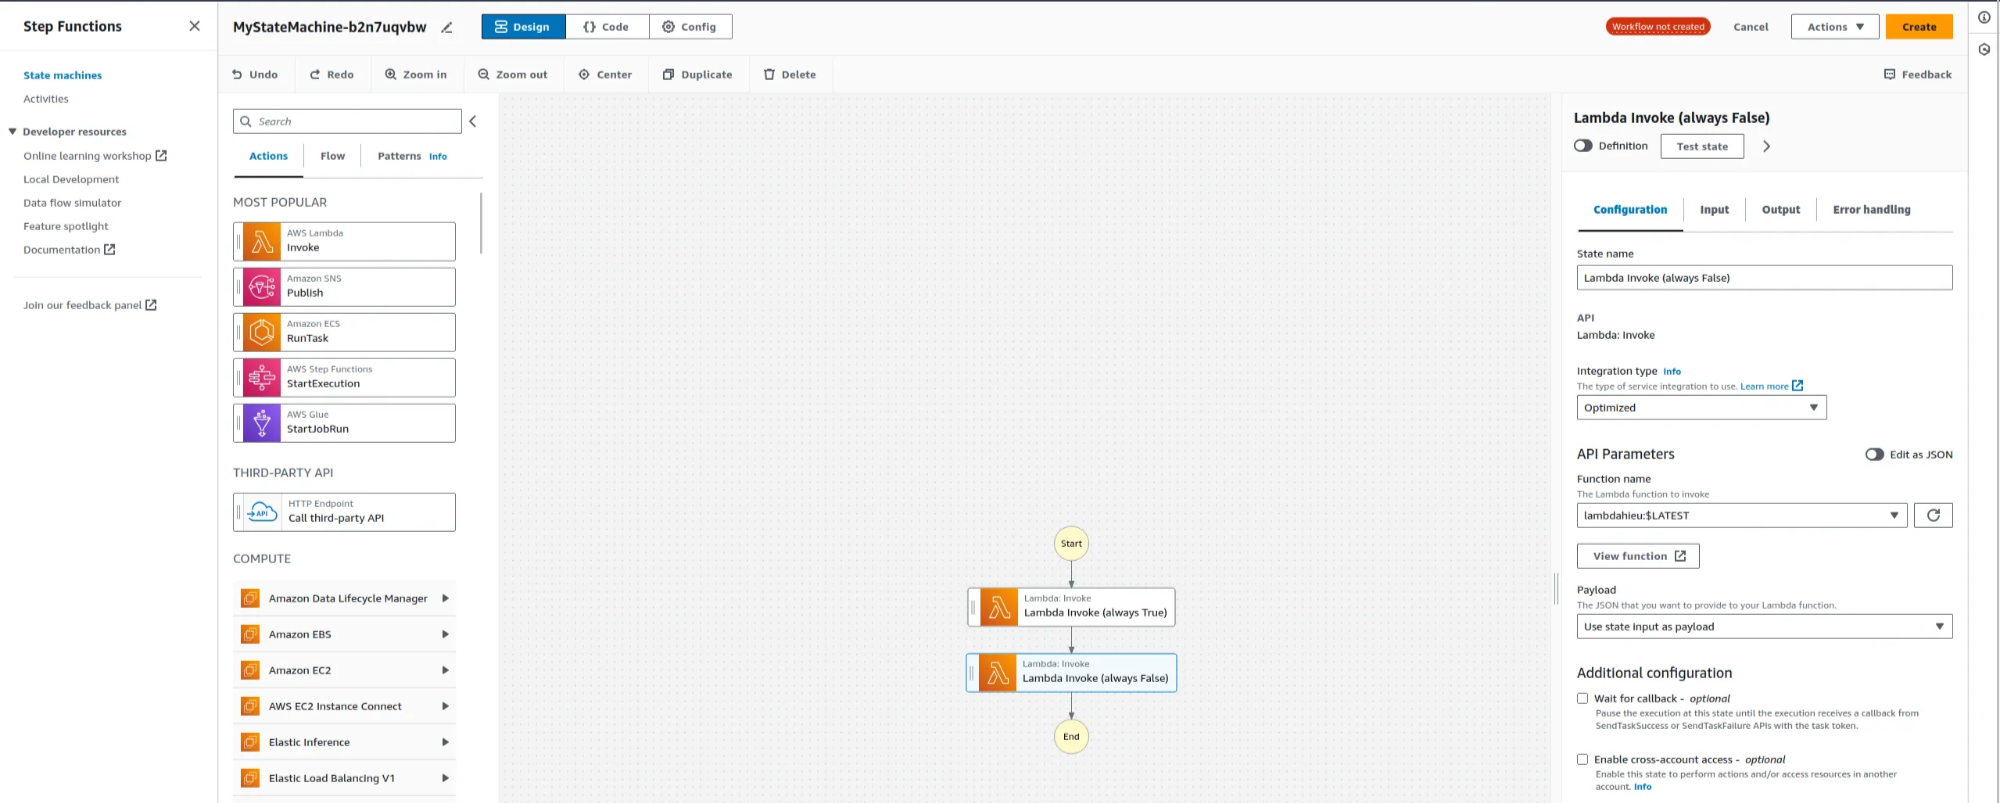 Step Functions
State machines
Activities
Developer resources
Online learning workshop
Local Development
Data flow simulator
Feature spotlight
Documentation
Join our feedback panel
MyStateMachine-b2n7uqvbw
Design
{} Code
Config
Workflow not created
Cancel
Actions
Create
Undo
Redo
Zoom in
Zoom out
Center
Duplicate
Delete
Feedback
Search
Actions
Flow
Patterns Info
MOST POPULAR
AWS Lambda
Invoke
Amazon SNS
Publish
Amazon ECS
RunTask
AWS Step Functions
StartExecution
AWS Glue
StartJobRun
THIRD-PARTY API
API
HTTP Endpoint
Call third-party API
COMPUTE
Amazon Data Lifecycle Manager
Amazon EBS
Amazon EC2
AWS EC2 Instance Connect
Elastic Inference
Elastic Load Balancing V1
Start
Lambda: Invoke
Lambda Invoke (always True)
Lambda: Invoke
Lambda Invoke (always False)
End
Lambda Invoke (always False)
Definition
Test state
Configuration
Input
Output
Error handling
State name
Lambda Invoke (always False)
API
Lambda: Invoke
Integration type Info
The type of service integration to use. Learn more
Optimized
API Parameters
Edit as JSON
Function name
The Lambda function to invoke
lambdahieu:$LATEST
View function
Payload
The JSON that you want to provide to your Lambda function.
Use state input as payload
Additional configuration
Wait for callback - optional
Pause the execution at this state until the execution receives a callback from
SendTaskSuccess or SendTaskFailure APIs with the task token.
Enable cross-account access - optional
Enable this state to perform actions and/or access resources in another
account. Info